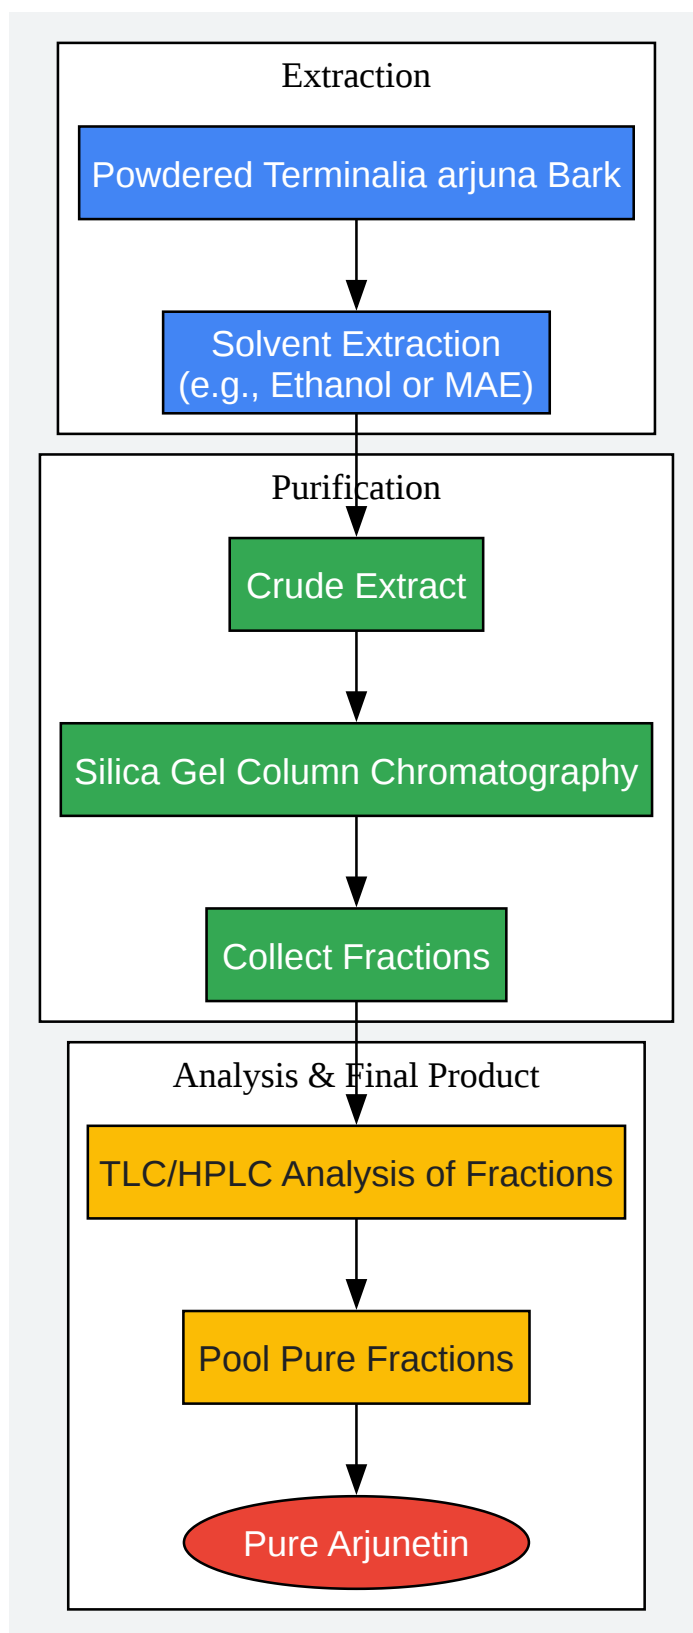 Extraction
Powdered Terminalia arjuna Bark
Solvent Extraction
(e.g., Ethanol or MAE)
Purification
Crude Extract
Silica Gel Column Chromatography
Collect Fractions
Analysis & Final Product
TLC/HPLC Analysis of Fractions
Pool Pure Fractions
Pure Arjunetin